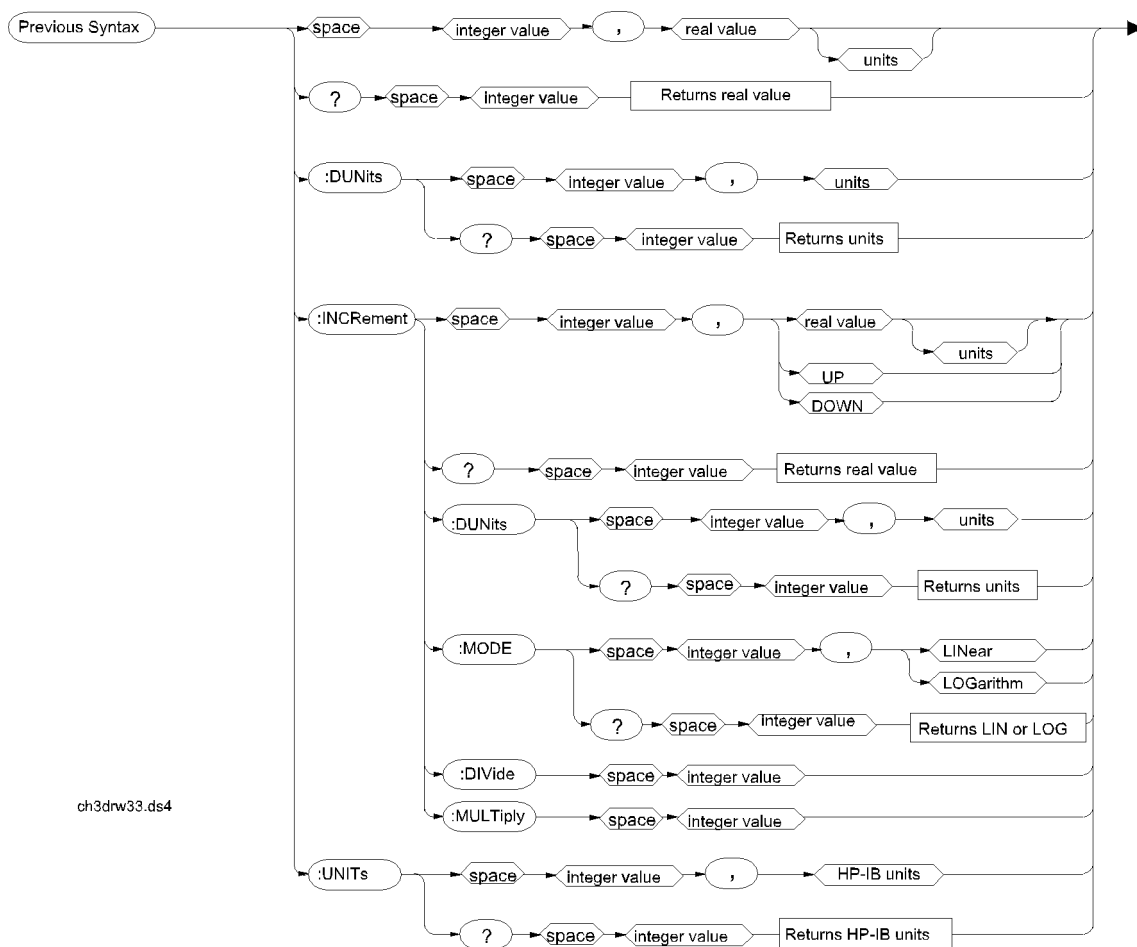 Previous Syntax space integer value , real value
units
? space integer value Returns real value
:DUNits space integer value , units
? space integer value Returns units
:INCRement space integer value , real value
units
UP
DOWN
? space integer value Returns real value
:DUNits space integer value , units
? space integer value Returns units
:MODE space integer value , LINear
LOGarithm
? space integer value Returns LIN or LOG
:DIVide space integer value
ch3drw33.ds4
:MULTiply space integer value
:UNITs space integer value , HP-IB units
? space integer value Returns HP-IB units